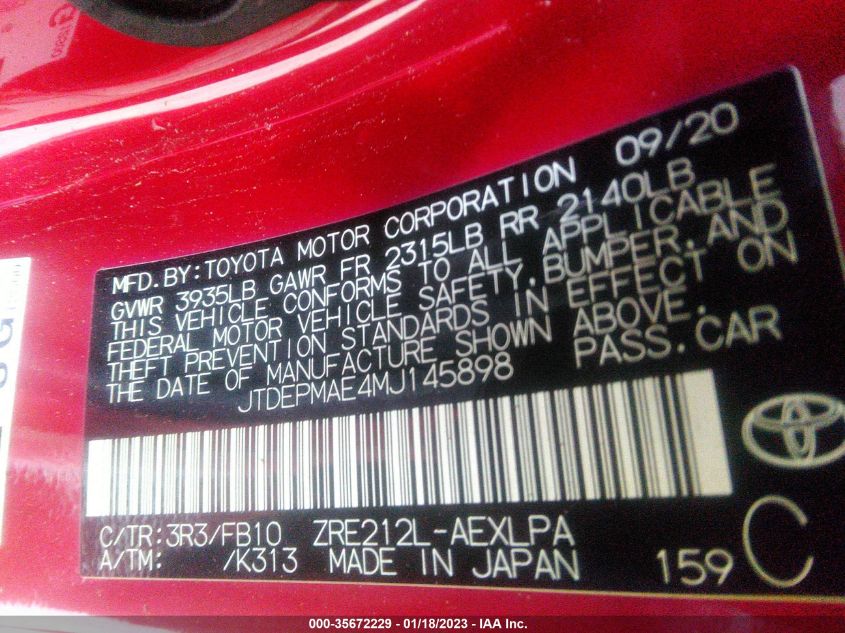 MFD. BY: TOYOTA MOTOR CORPORATION 09/20
GVWR 3935LB GAWR FR 2315LB RR 2140LB
THIS VEHICLE CONFORMS TO ALL APPLICABLE
FEDERAL MOTOR VEHICLE SAFETY, BUMPER, AND
THEFT PREVENTION STANDARDS IN EFFECT ON
THE DATE OF MANUFACTURE SHOWN ABOVE.
JTDEPMAE4MJ145898 PASS. CAR
C/TR: 3R3/FB10 ZRE212L-AEXLPA
A/TM: /K313 MADE IN JAPAN 159 C
000-35672229 — 01/18/2023 — IAA Inc.